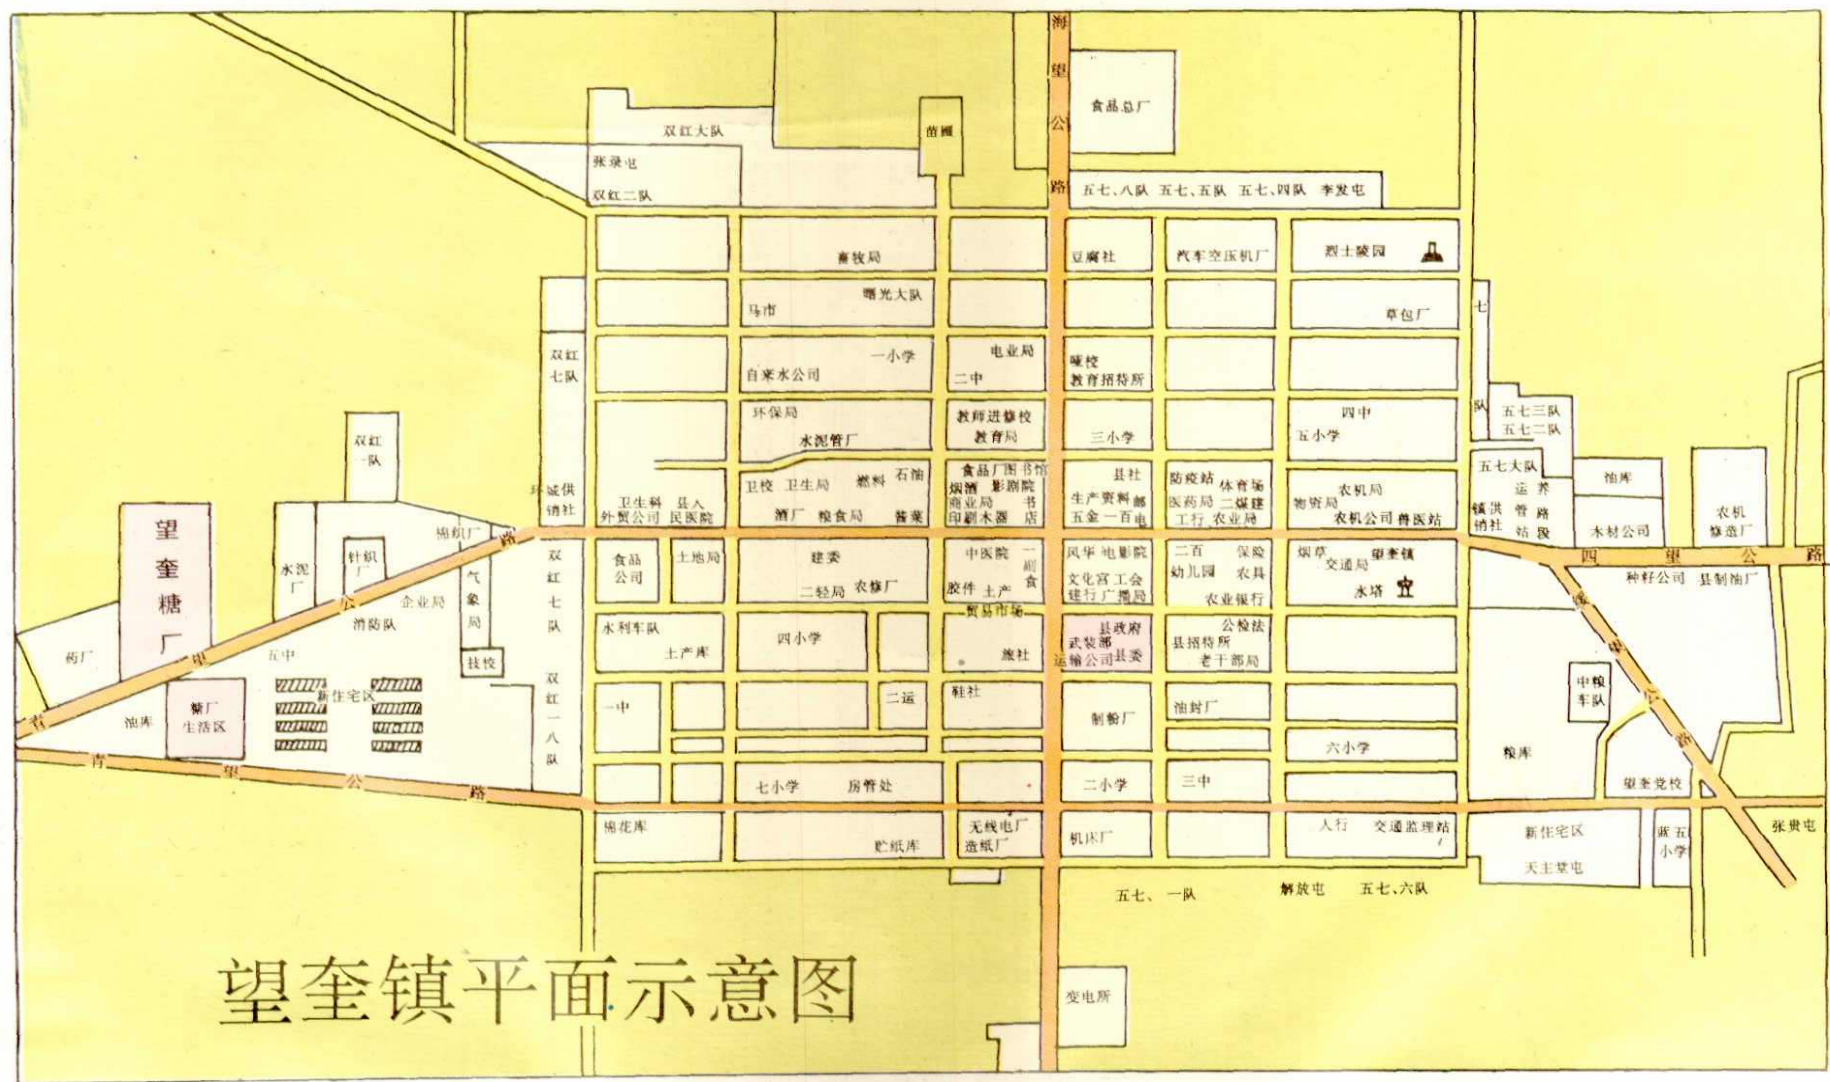 海望公路
食品总厂
苗圃
双红大队
张录屯
双红二队
五七、八队 五七、五队 五七、四队 李发屯
畜牧局
豆腐社
汽车空压机厂
烈士陵园
曙光大队
马市
草包厂
七队
双红七队
一小学
自来水公司
电业局
二中
哑校
教育招待所
双红一队
环保局
水泥管厂
教师进修校
教育局
三小学
四中
五小学
五七三队
五七二队
环城供销社
卫生科 县人民医院
外贸公司
卫校 卫生局 燃料 石油
酒厂 粮食局 酱菜
食品厂 图书馆
烟酒 影剧院
商业局 书店
印刷 木器
县社
生产资料 邮电
五金 一百
防疫站 体育场
医药局 二煤建
工行 农业局
农机局
物资局
农机公司 兽医站
五七大队
运管站
养路段
镇供销社
油库
木材公司
农机修造厂
望奎糖厂
水泥厂
针织厂
棉织厂
气象局
企业局
消防队
双红七队
食品公司
土地局
建委
二轻局 农修厂
中医院 一副食
胶件 土产
贸易市场
风华 电影院
文化宫 工会
建行 广播局
二百 保险
幼儿园 农具
农业银行
烟草
交通局
望奎镇
水塔
四望公路
种籽公司 县制油厂
绥望公路
药厂
五中
技校
水利车队
土产库
四小学
旅社
县政府
武装部
运输公司 县委
公检法
县招待所
老干部局
中粮车队
青望公路
油库
糖厂生活区
新住宅区
双红一八队
一中
二运
鞋社
制粉厂
油封厂
六小学
粮库
青望公路
七小学
房管处
二小学
三中
望奎党校
棉花库
贮纸库
无线电厂
造纸厂
机床厂
人行 交通监理站
新住宅区
天主堂屯
蓝五小学
张贵屯
五七、一队
解放屯 五七、六队
变电所
望奎镇平面示意图